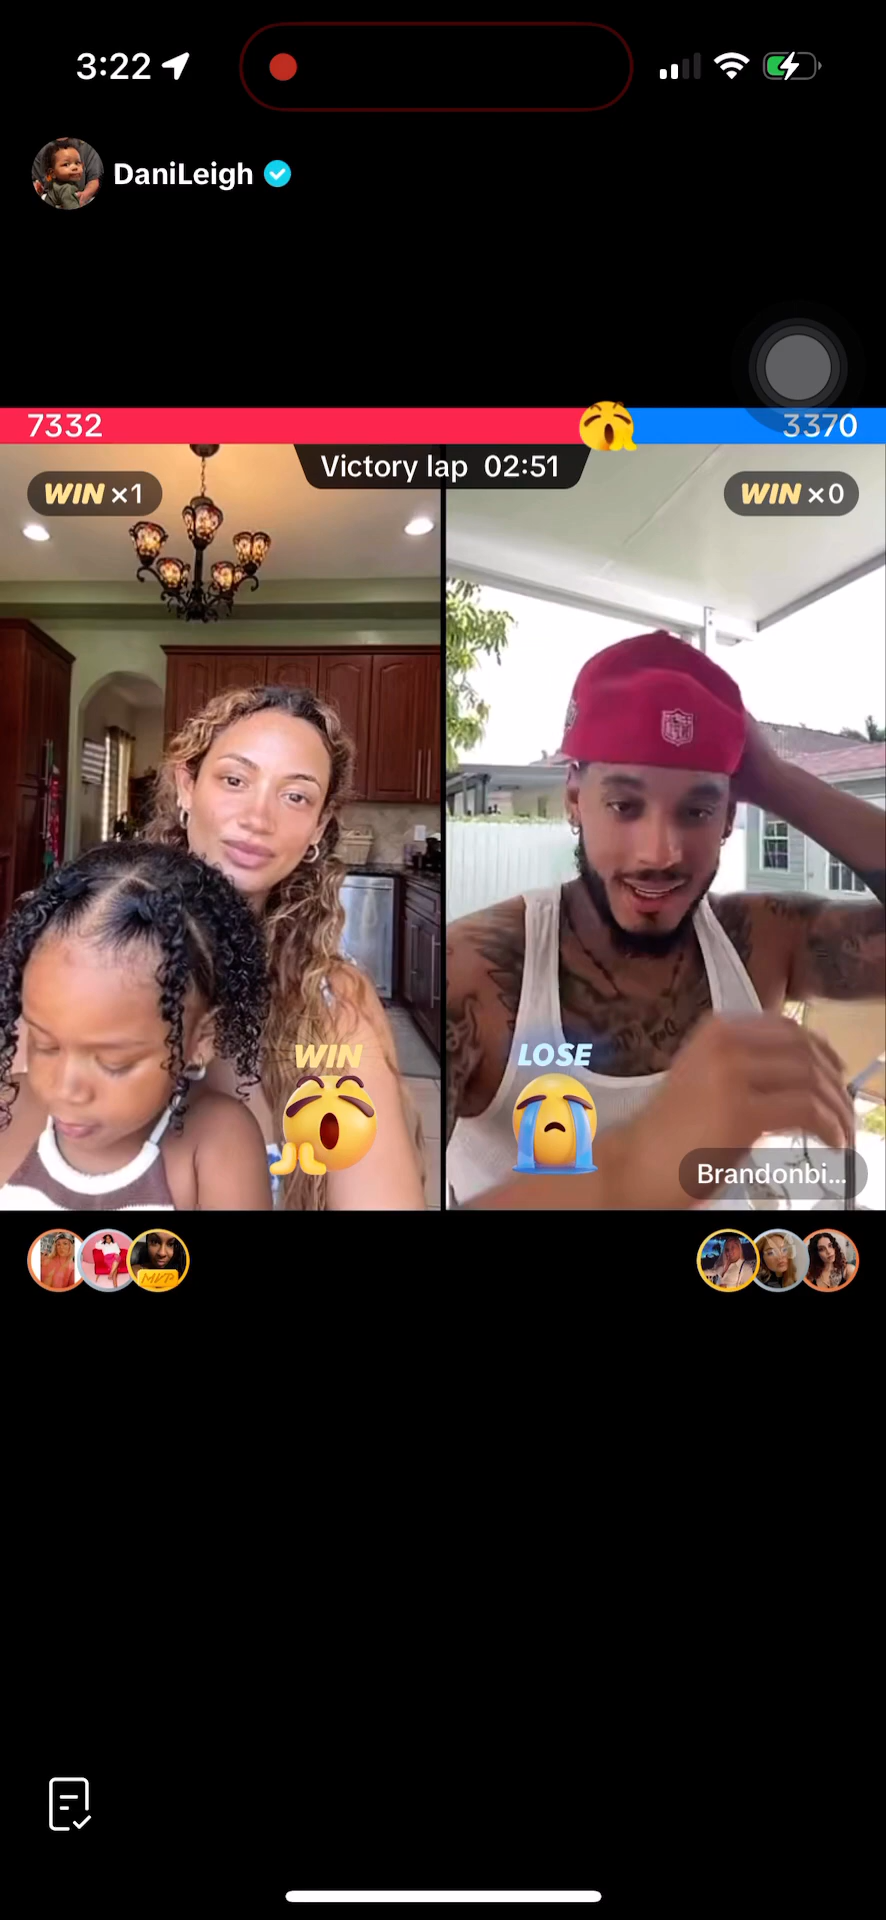 3:22
DaniLeigh
7332
3370
Victory lap 02:51
WIN ×1
WIN ×0
WIN
LOSE
Brandonbi...
MVP